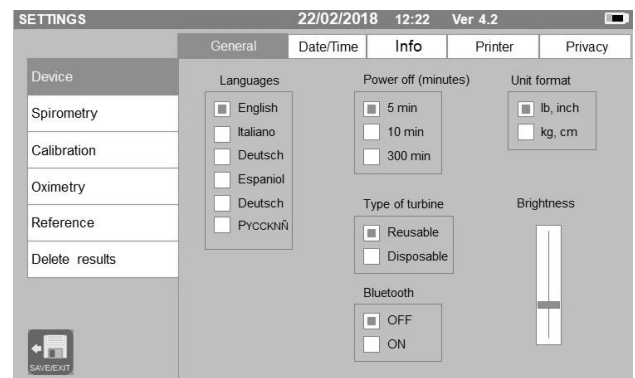 SETTINGS 22/02/2018 12:22 Ver 4.2
General Date/Time Info Printer Privacy
Device
Spirometry
Calibration
Oximetry
Reference
Delete results
SAVE/EXIT
Languages
English
Italiano
Deutsch
Espaniol
Deutsch
PYCCKNÑ
Power off (minutes)
5 min
10 min
300 min
Type of turbine
Reusable
Disposable
Bluetooth
OFF
ON
Unit format
lb, inch
kg, cm
Brightness